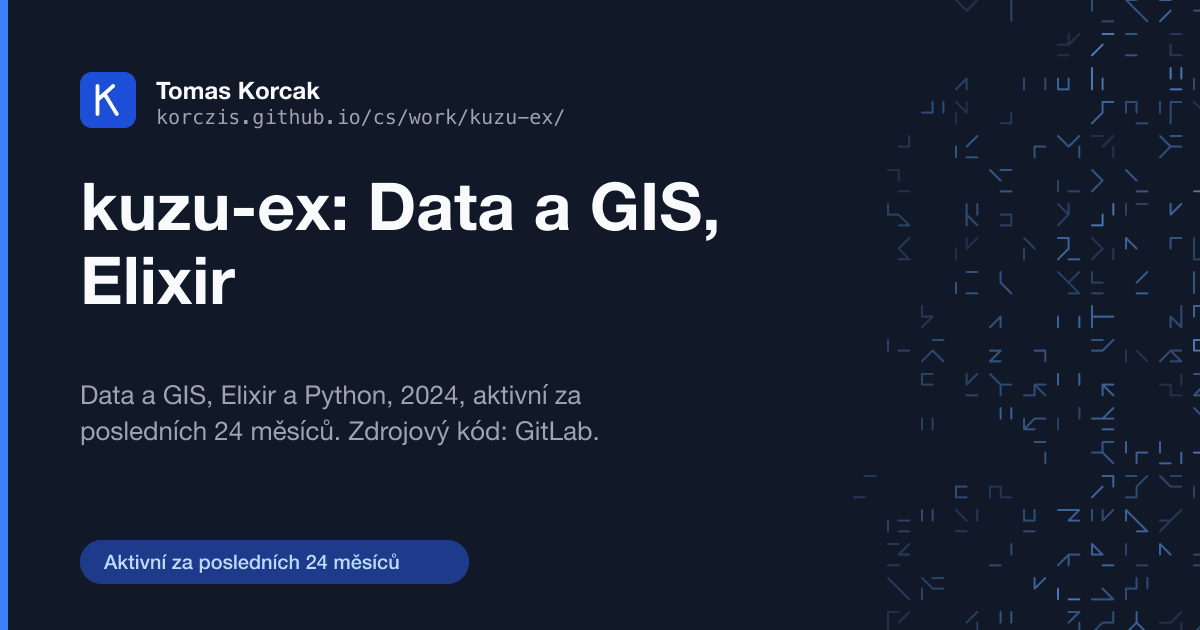 K
Tomas Korcak
korczis.github.io/cs/work/kuzu-ex/
kuzu-ex: Data a GIS,
Elixir
Data a GIS, Elixir a Python, 2024, aktivní za
posledních 24 měsíců. Zdrojový kód: GitLab.
Aktivní za posledních 24 měsíců